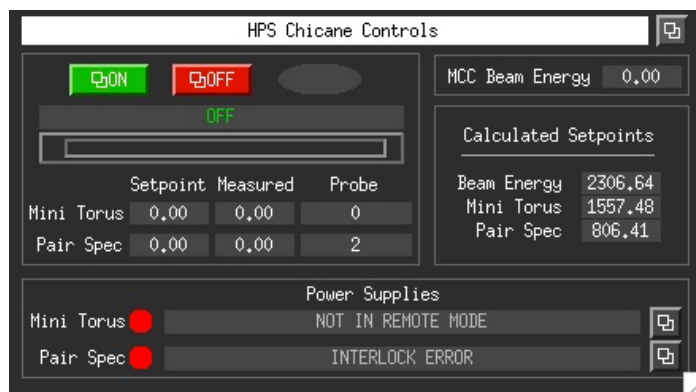 HPS Chicane Controls
ON OFF
OFF
Setpoint Measured Probe
Mini Torus 0.00 0.00 0
Pair Spec 0.00 0.00 2
MCC Beam Energy 0.00
Calculated Setpoints
Beam Energy 2306.64
Mini Torus 1557.48
Pair Spec 806.41
Power Supplies
Mini Torus NOT IN REMOTE MODE
Pair Spec INTERLOCK ERROR